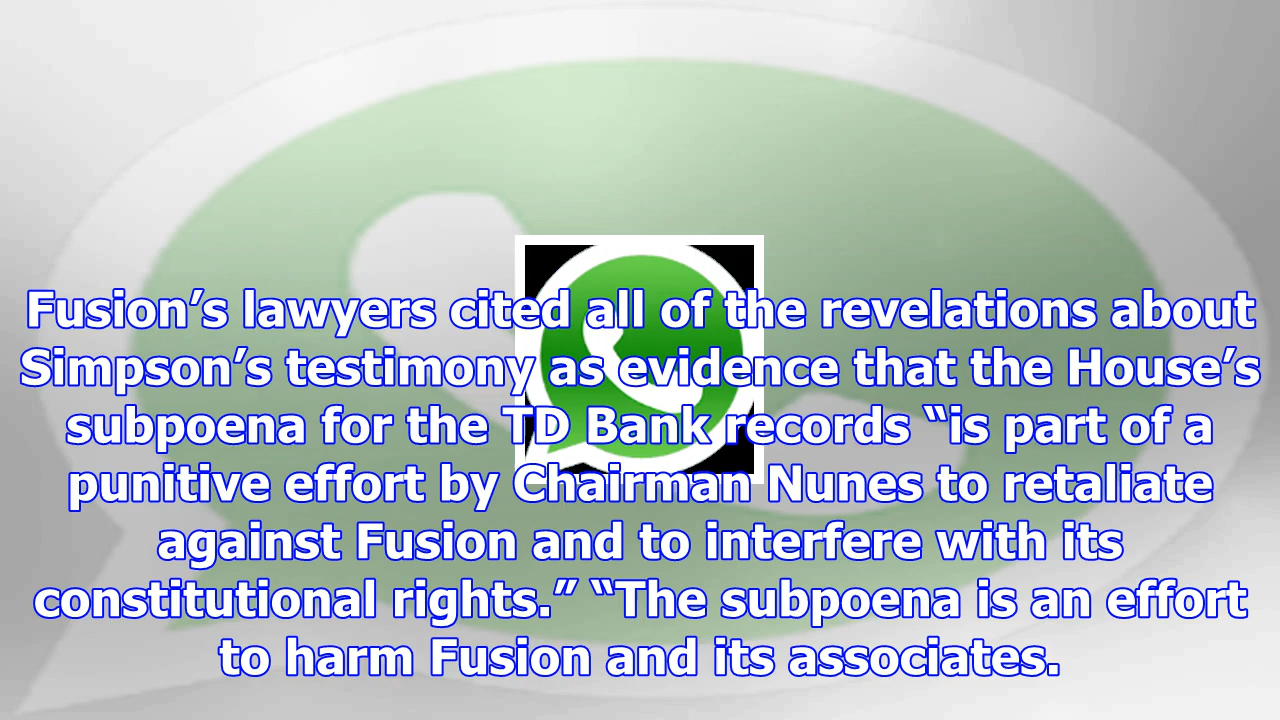 Fusion’s lawyers cited all of the revelations about
Simpson’s testimony as evidence that the House’s
subpoena for the TD Bank records “is part of a
punitive effort by Chairman Nunes to retaliate
against Fusion and to interfere with its
constitutional rights.” “The subpoena is an effort
to harm Fusion and its associates.